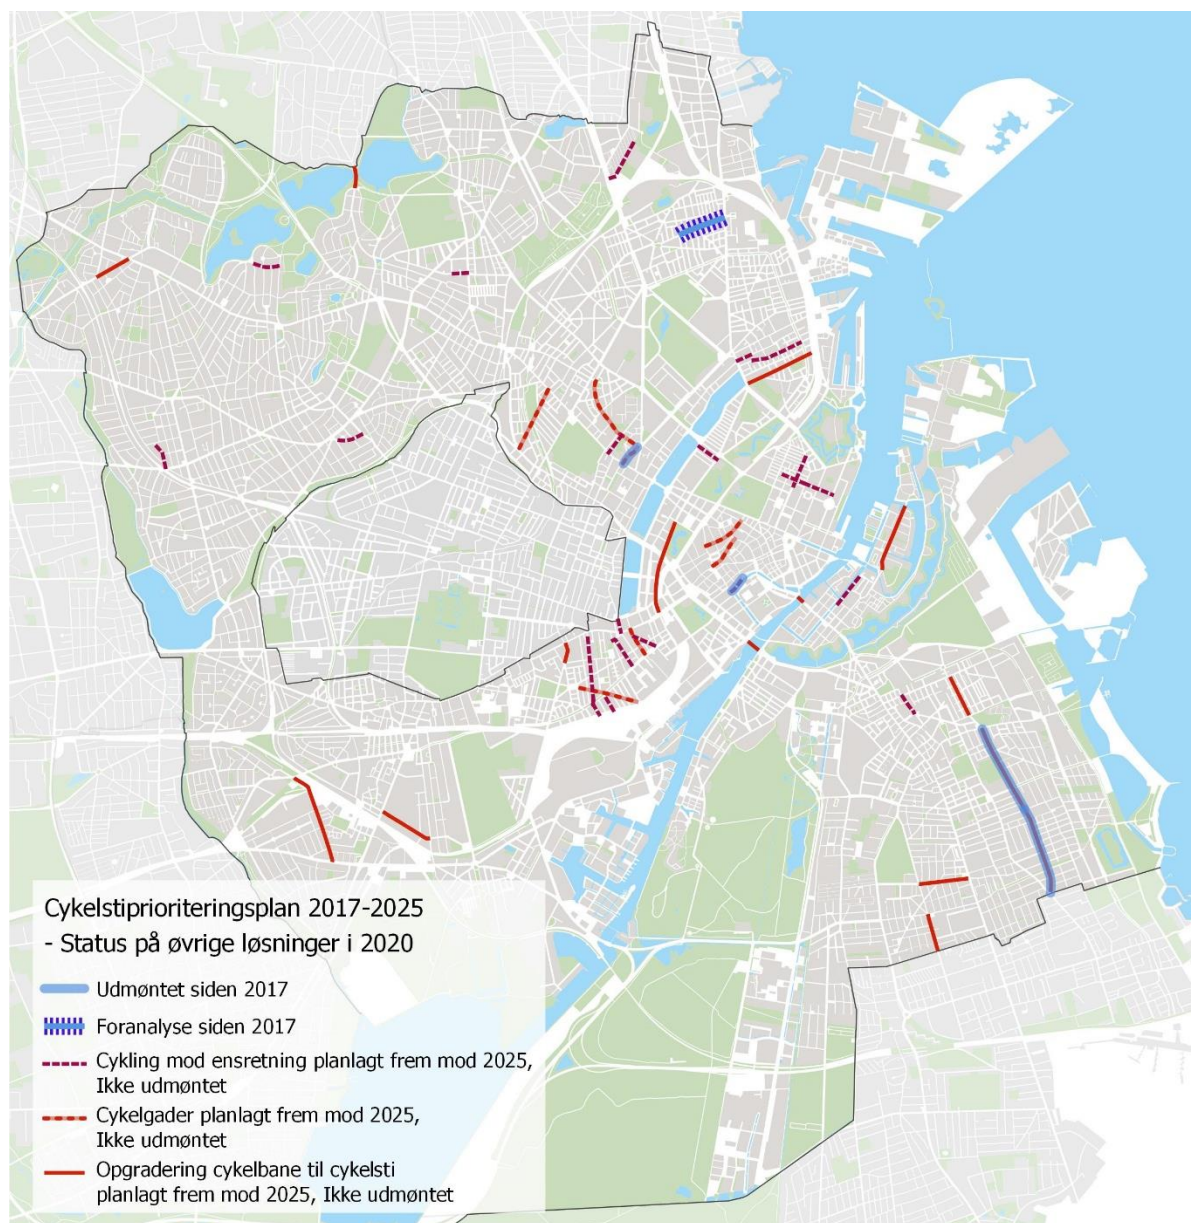 Cykelstiprioriteringsplan 2017-2025
- Status på øvrige løsninger i 2020
Udmøntet siden 2017
Foranalyse siden 2017
Cykling mod ensretning planlagt frem mod 2025,
Ikke udmøntet
Cykelgader planlagt frem mod 2025,
Ikke udmøntet
Opgradering cykelbane til cykelsti
planlagt frem mod 2025, Ikke udmøntet